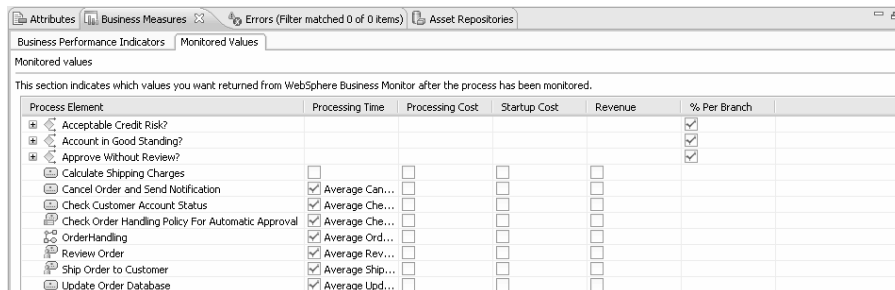 Attributes Business Measures Errors (Filter matched 0 of 0 items) Asset Repositories
Business Performance Indicators Monitored Values
Monitored values
This section indicates which values you want returned from WebSphere Business Monitor after the process has been monitored.
Process Element Processing Time Processing Cost Startup Cost Revenue % Per Branch
Acceptable Credit Risk?
Account in Good Standing?
Approve Without Review?
Calculate Shipping Charges
Cancel Order and Send Notification Average Can...
Check Customer Account Status Average Che...
Check Order Handling Policy For Automatic Approval Average Che...
OrderHandling Average Ord...
Review Order Average Rev...
Ship Order to Customer Average Ship...
Update Order Database Average Upd...